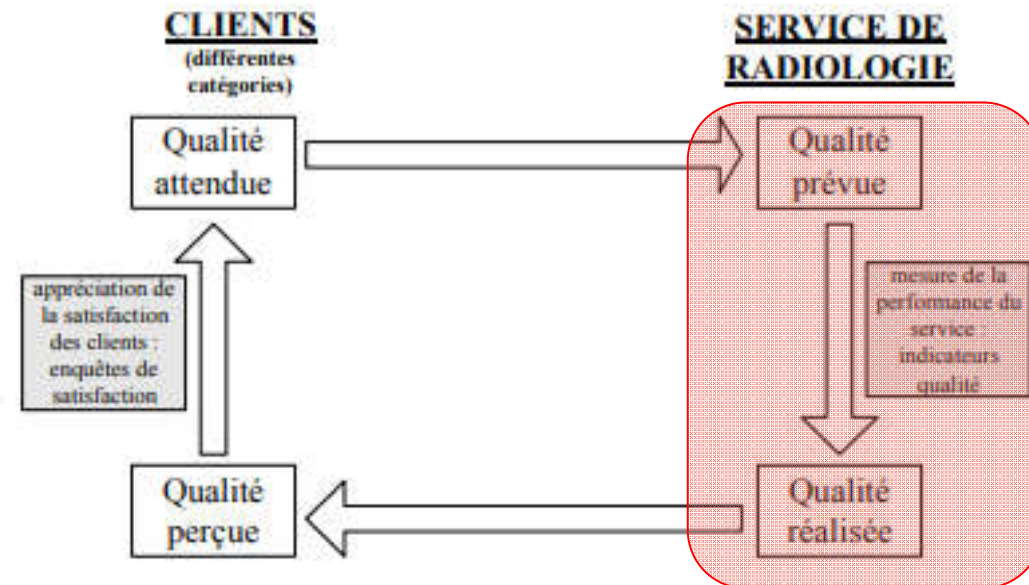 CLIENTS
(différentes
catégories)
SERVICE DE
RADIOLOGIE
Qualité
attendue
Qualité
prévue
appréciation de
la satisfaction
des clients :
enquêtes de
satisfaction
mesure de la
performance du
service :
indicateurs
qualité
Qualité
perçue
Qualité
réalisée